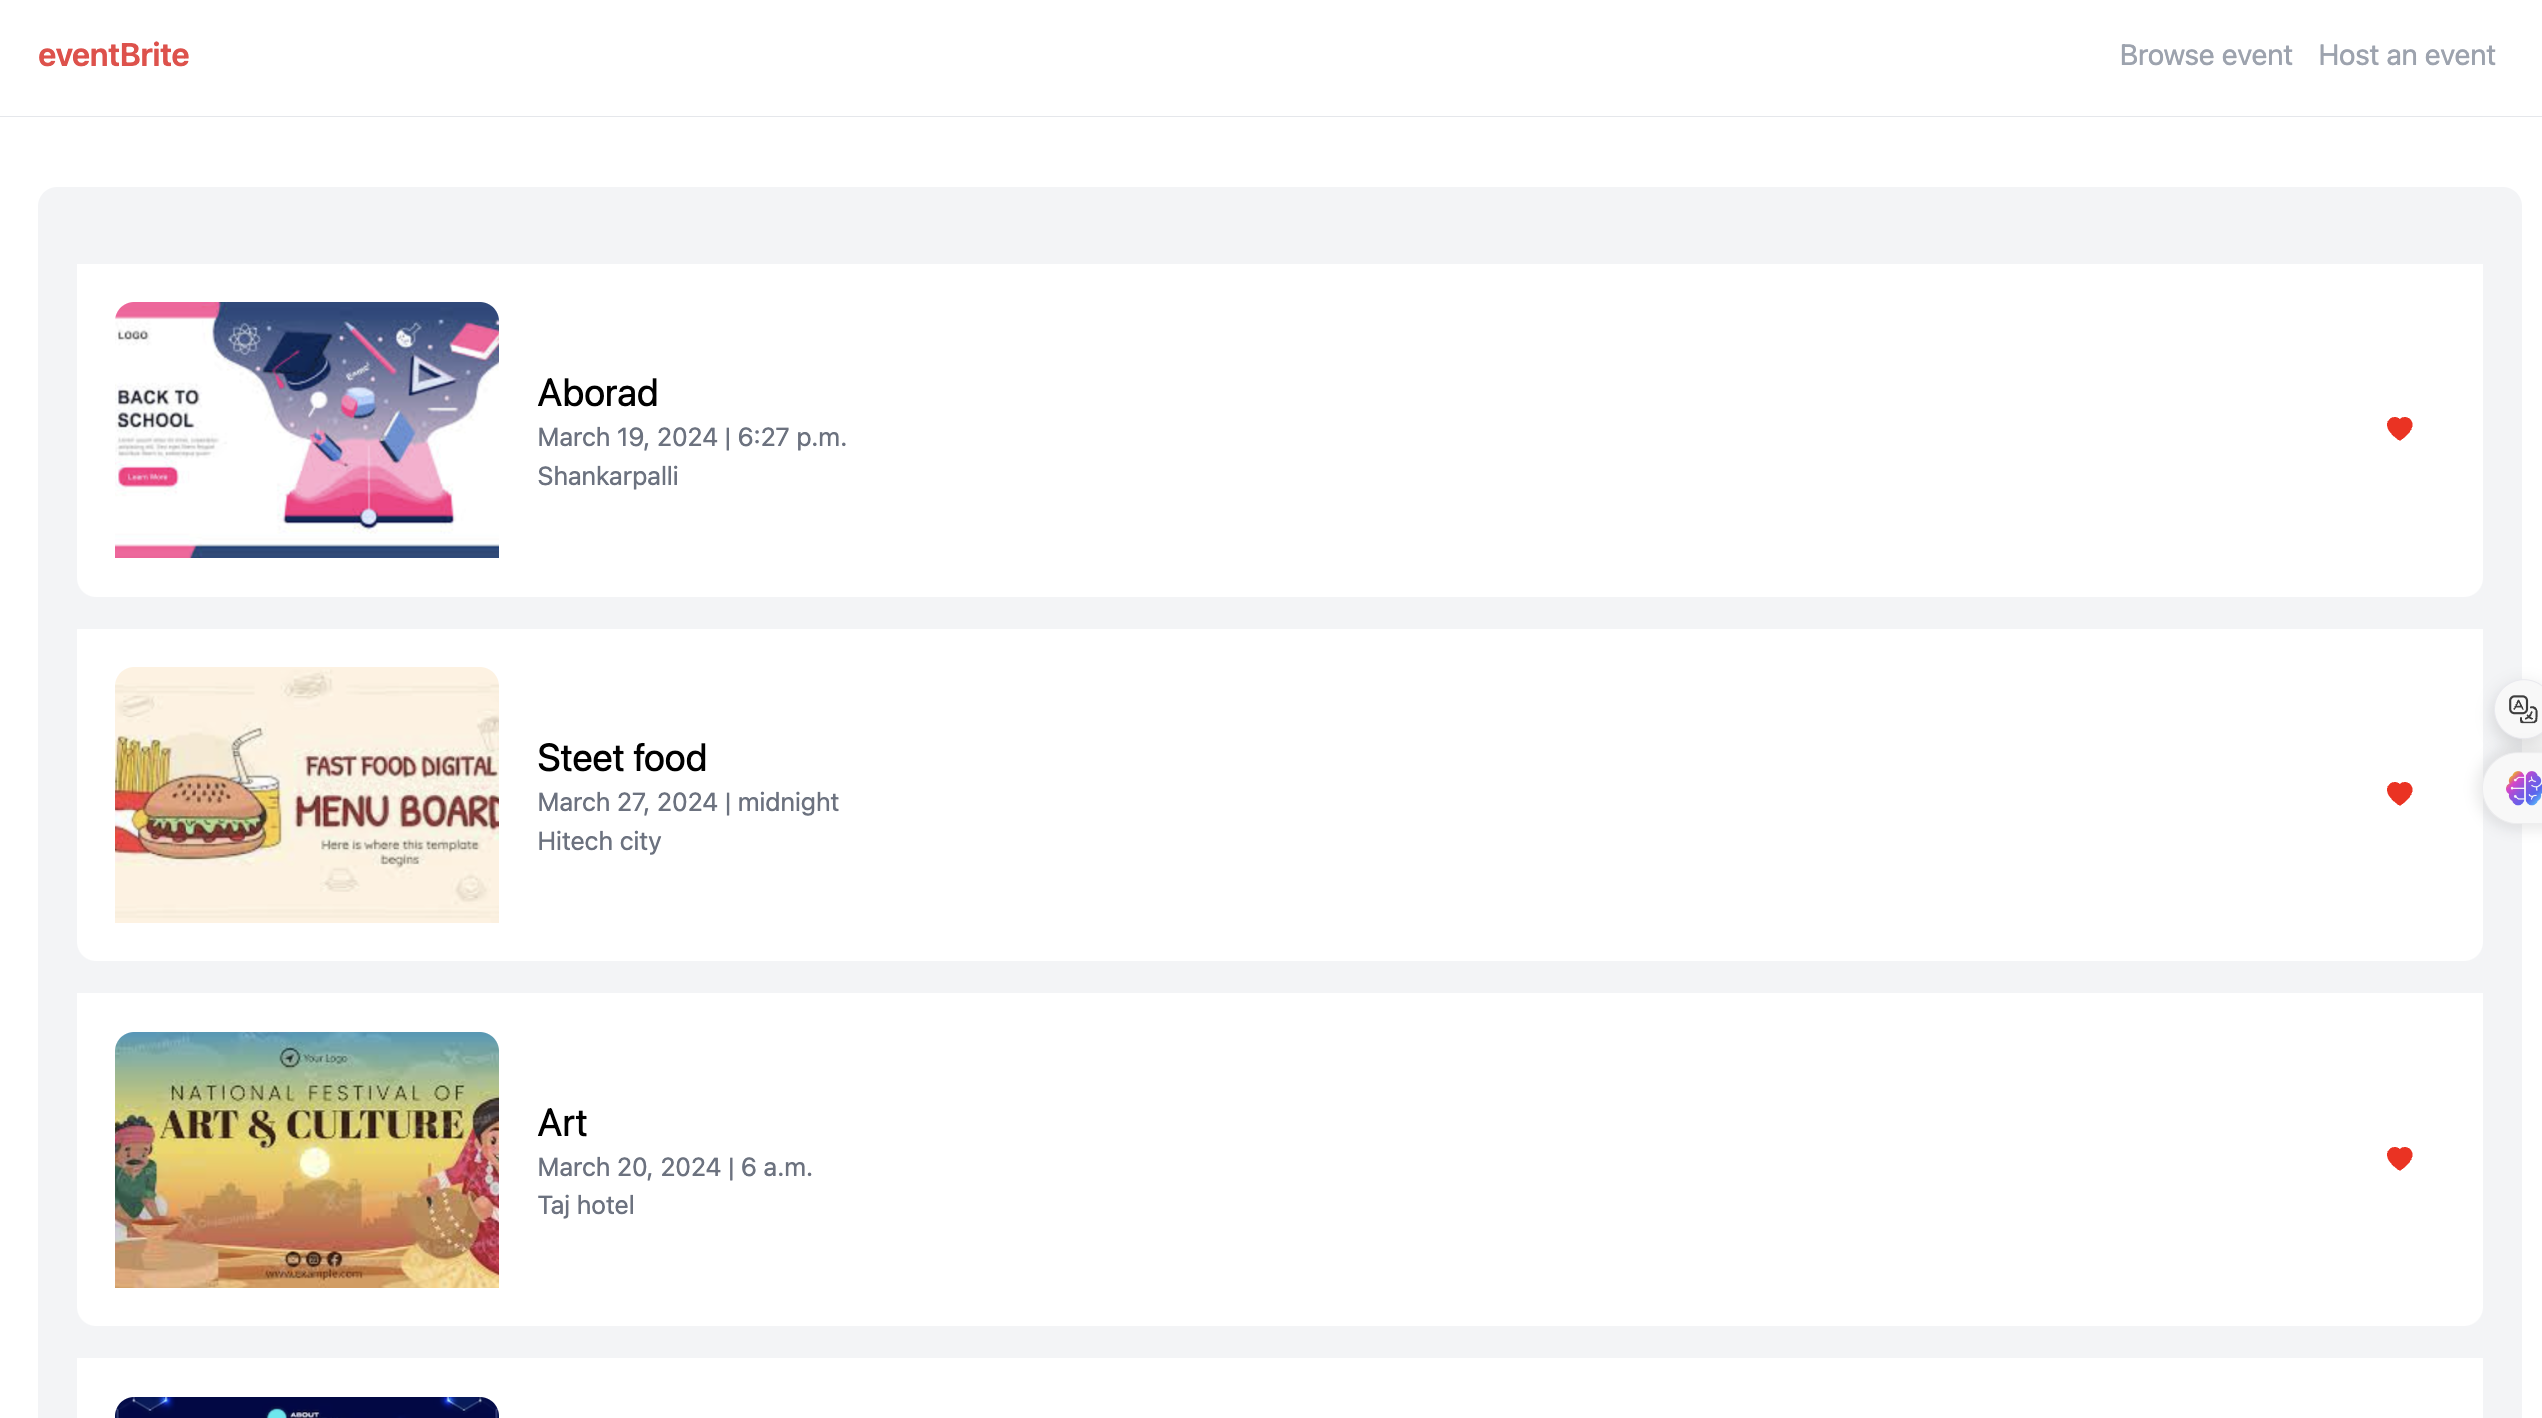 eventBrite
Browse event
Host an event
LOGO
BACK TO
SCHOOL
Learn More
Aborad
March 19, 2024 | 6:27 p.m.
Shankarpalli
FAST FOOD DIGITAL
MENU BOARD
Here is where this template
begins
Steet food
March 27, 2024 | midnight
Hitech city
Your Logo
NATIONAL FESTIVAL OF
ART & CULTURE
www.example.com
Art
March 20, 2024 | 6 a.m.
Taj hotel
ABOUT